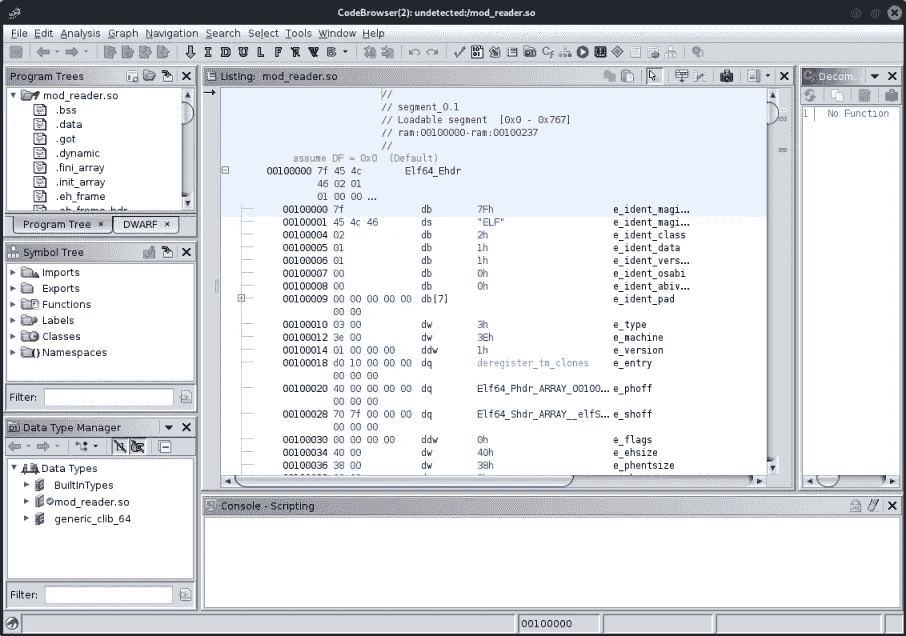 CodeBrowser(2): undetected:/mod_reader.so
File Edit Analysis Graph Navigation Search Select Tools Window Help
I D U L F B
Program Trees
mod_reader.so
.bss
.data
.got
.dynamic
.fini_array
.init_array
.eh_frame
.eh_frame_hdr
Program Tree × DWARF ×
Symbol Tree
Imports
Exports
Functions
Labels
Classes
Namespaces
Filter:
Data Type Manager
Data Types
BuiltInTypes
mod_reader.so
generic_clib_64
Filter:
Listing: mod_reader.so
//
// segment_0.1
// Loadable segment [0x0 - 0x767]
// ram:00100000-ram:00100237
//
assume DF = 0x0 (Default)
00100000 7f 45 4c Elf64_Ehdr
46 02 01
01 00 00 ...
00100000 7f db 7Fh e_ident_magi...
00100001 45 4c 46 ds "ELF" e_ident_magi...
00100004 02 db 2h e_ident_class
00100005 01 db 1h e_ident_data
00100006 01 db 1h e_ident_vers...
00100007 00 db 0h e_ident_osabi
00100008 00 db 0h e_ident_abiv...
00100009 00 00 00 00 00 db[7] e_ident_pad
00 00
00100010 03 00 dw 3h e_type
00100012 3e 00 dw 3Eh e_machine
00100014 01 00 00 00 ddw 1h e_version
00100018 d0 10 00 00 00 dq deregister_tm_clones e_entry
00 00 00
00100020 40 00 00 00 00 dq Elf64_Phdr_ARRAY_00100... e_phoff
00 00 00
00100028 70 7f 00 00 00 dq Elf64_Shdr_ARRAY__elfS... e_shoff
00 00 00
00100030 00 00 00 00 ddw 0h e_flags
00100034 40 00 dw 40h e_ehsize
00100036 38 00 dw 38h e_phentsize
Decom...
1 No Function
Console - Scripting
00100000